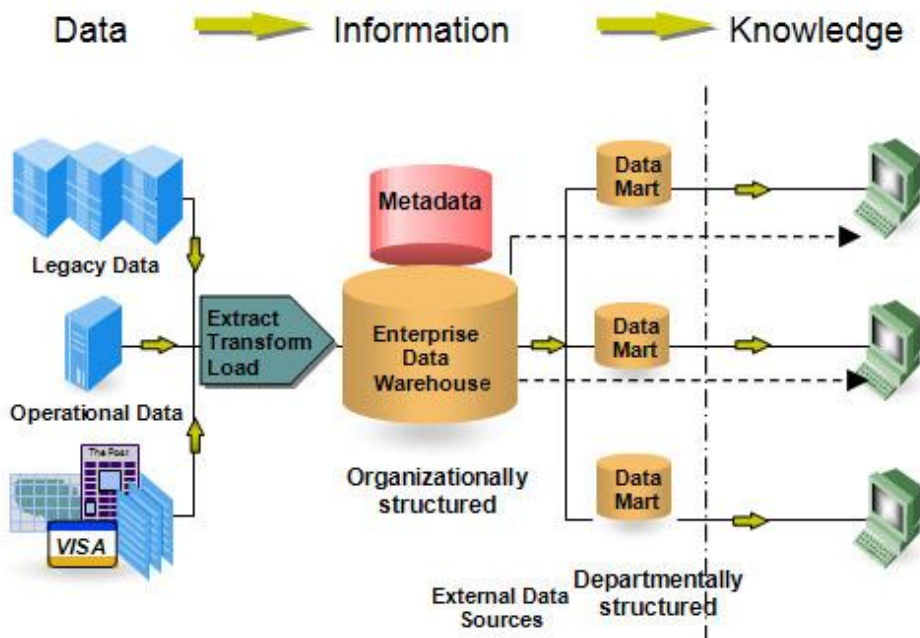 Data
Information
Knowledge
Legacy Data
Operational Data
The Post
VISA
Extract
Transform
Load
Metadata
Enterprise
Data
Warehouse
Organizationally
structured
Data
Mart
Data
Mart
Data
Mart
External Data
Sources
Departmentally
structured